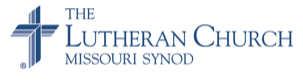 THE
LUTHERAN CHURCH
MISSOURI SYNOD
®